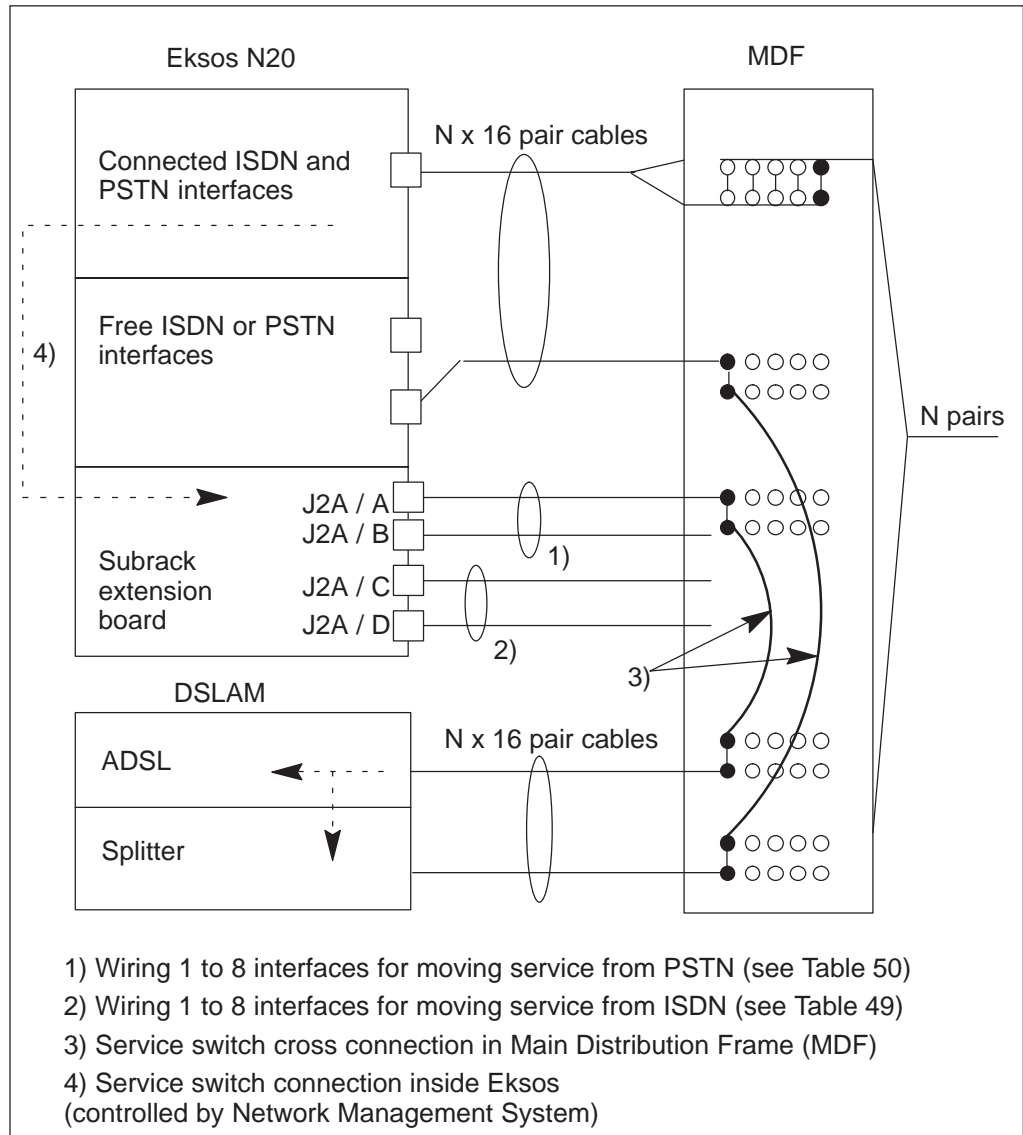 Eksos N20
MDF
N x 16 pair cables
Connected ISDN and
PSTN interfaces
Free ISDN or PSTN
interfaces
4)
N pairs
J2A / A
J2A / B
1)
Subrack
extension
board
J2A / C
J2A / D
2)
3)
DSLAM
N x 16 pair cables
ADSL
Splitter
1) Wiring 1 to 8 interfaces for moving service from PSTN (see Table 50)
2) Wiring 1 to 8 interfaces for moving service from ISDN (see Table 49)
3) Service switch cross connection in Main Distribution Frame (MDF)
4) Service switch connection inside Eksos
(controlled by Network Management System)